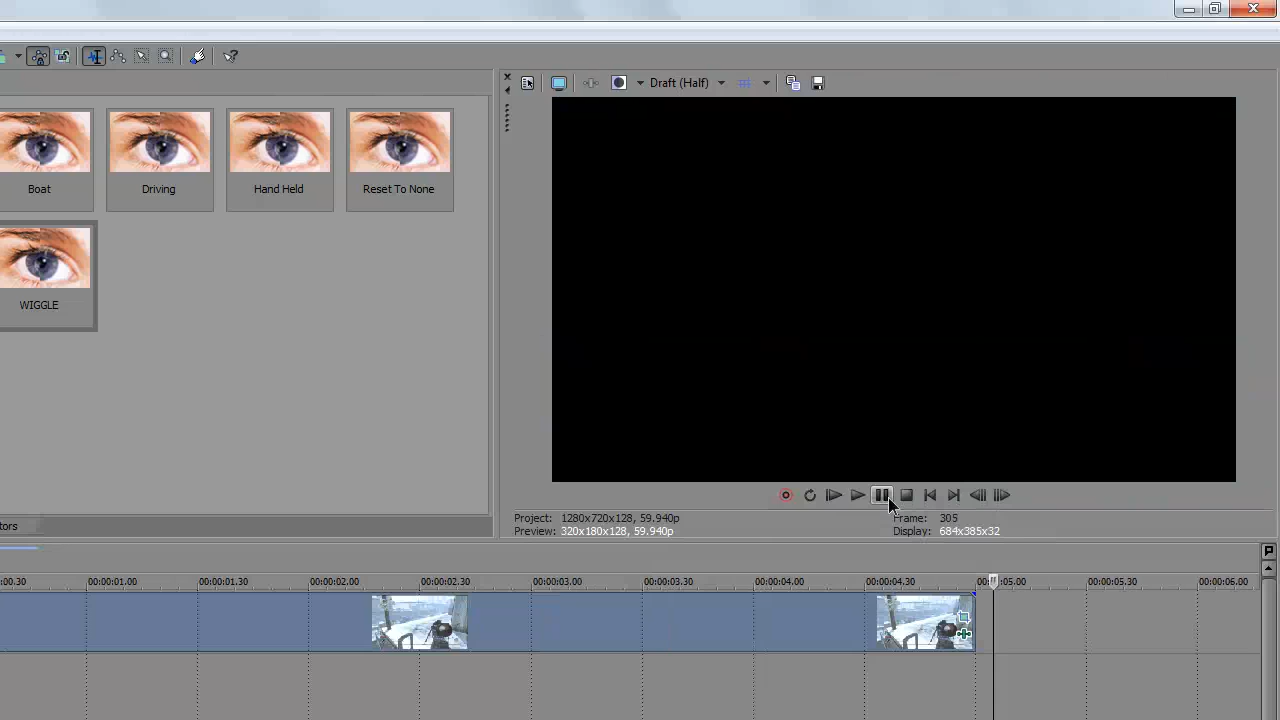 Draft (Half)
Boat
Driving
Hand Held
Reset To None
WIGGLE
Project: 1280x720x128, 59.940p
Frame: 305
Preview: 320x180x128, 59.940p
Display: 684x385x32
tors
:00.30
00:00:01.00
00:00:01.30
00:00:02.00
00:00:02.30
00:00:03.00
00:00:03.30
00:00:04.00
00:00:04.30
00:00:05.00
00:00:05.30
00:00:06.00